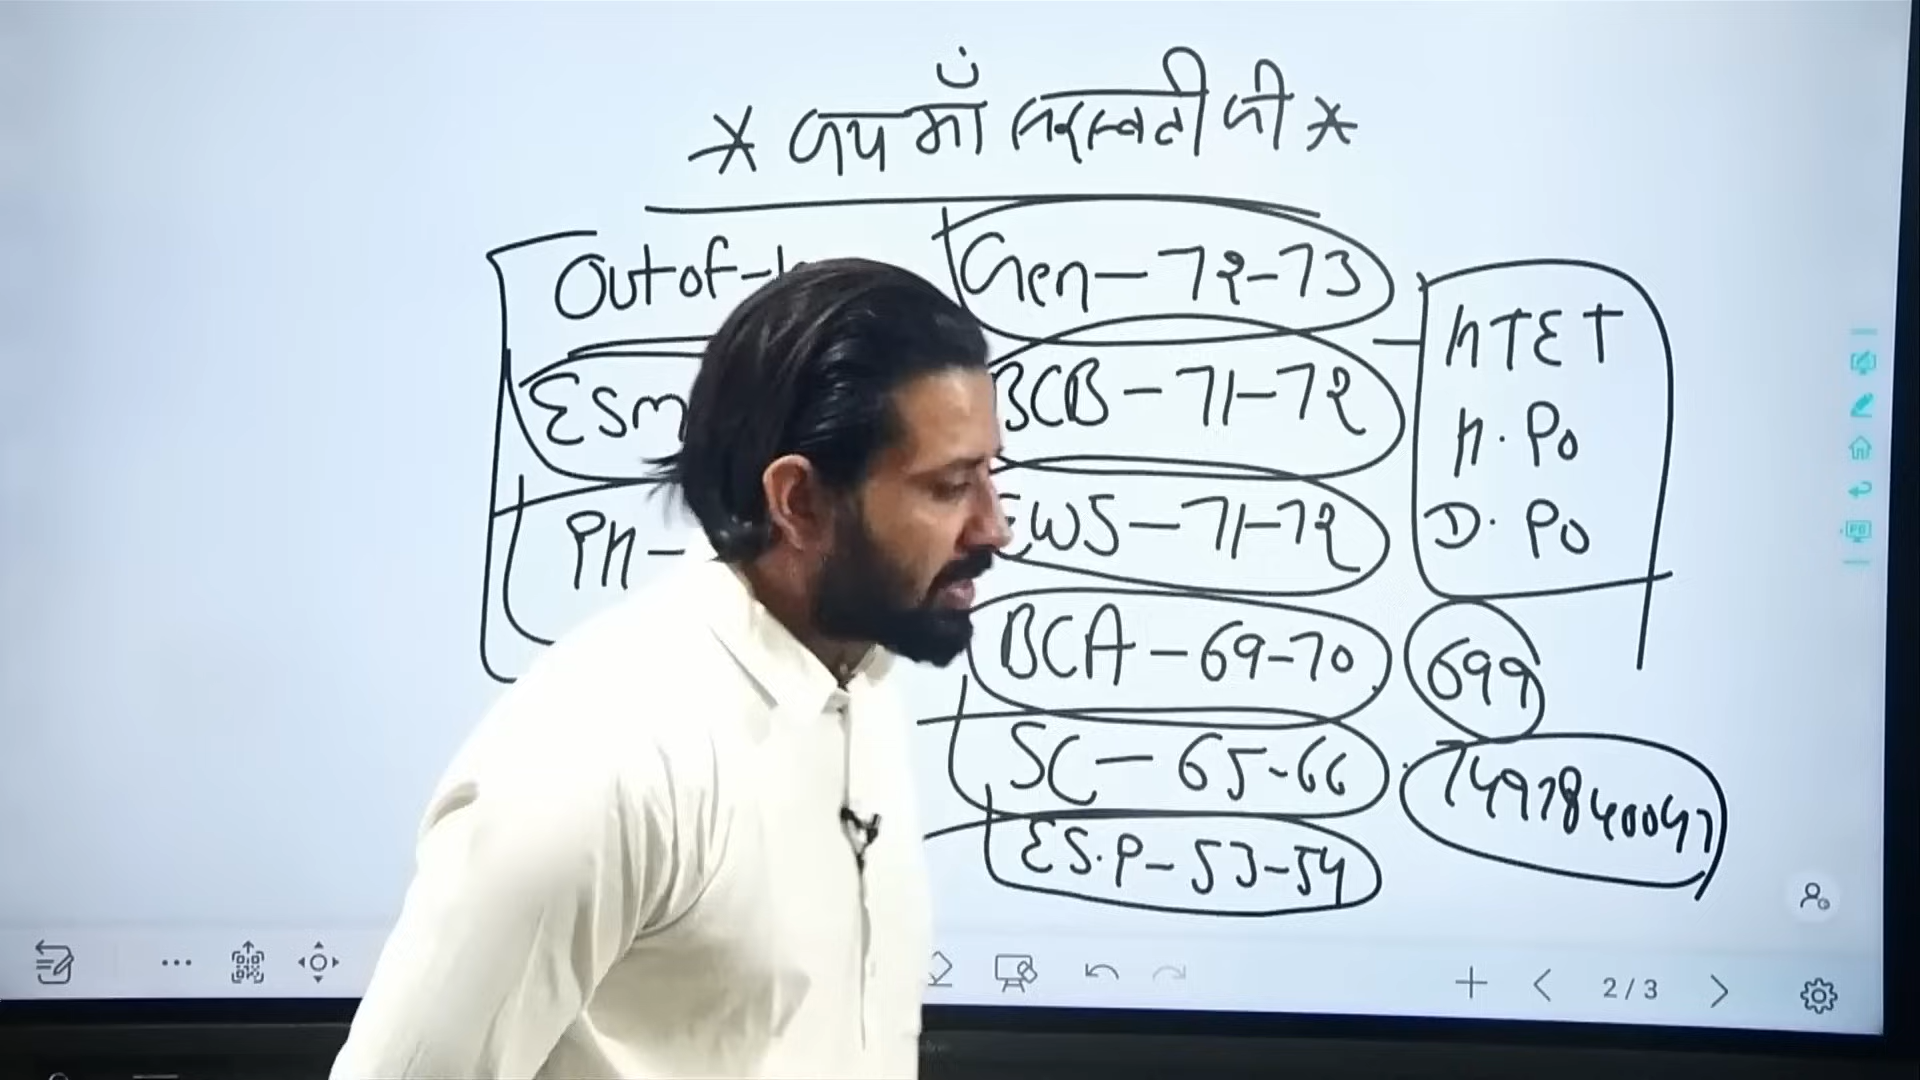 * जय माँ सरस्वती जी *
Out of -
Esm
PH -
Gen - 72-73
BCB - 71-72
EWS - 71-72
BCA - 69-70
SC - 65-66
ES.P - 53-54
HTET
H. Po
D. Po
699
2/3